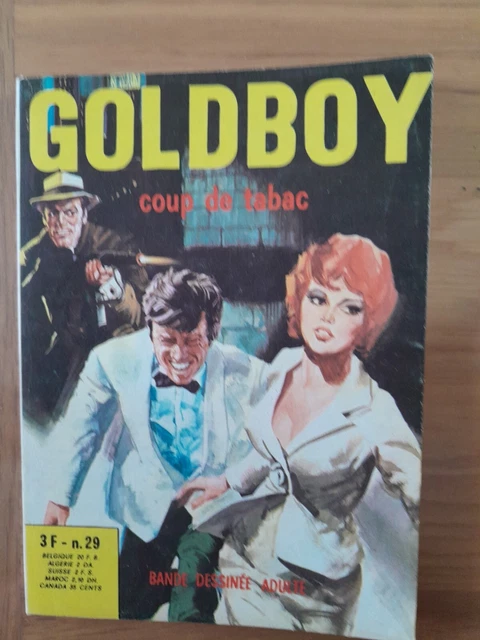 GOLDBOY
coup de tabac
3F - n.29
BELGIQUE 20 F.B.
ALGERIE 2 DA.
SUISSE 2 F.S.
MAROC 2,10 DH.
CANADA 35 CENTS
BANDE DESSINÉE ADULTE